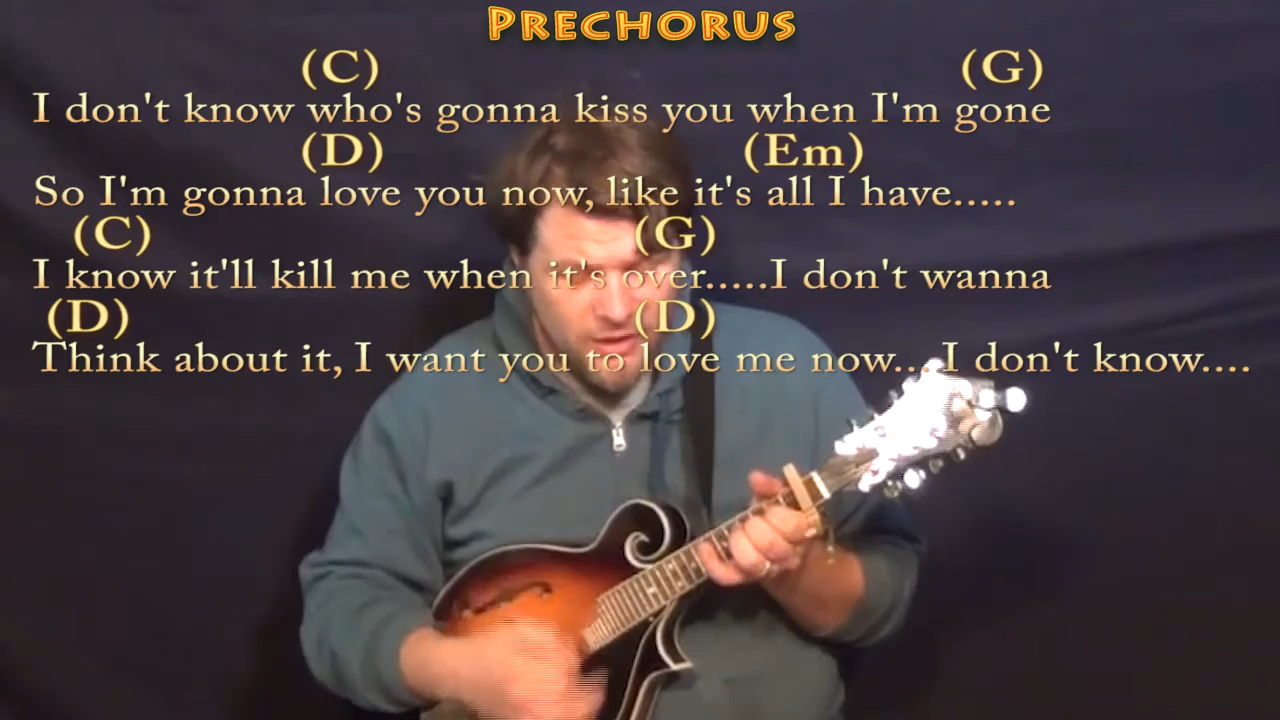 PRECHORUS
(C) (G)
I don't know who's gonna kiss you when I'm gone
(D) (Em)
So I'm gonna love you now, like it's all I have.....
(C) (G)
I know it'll kill me when it's over.....I don't wanna
(D) (D)
Think about it, I want you to love me now....I don't know....